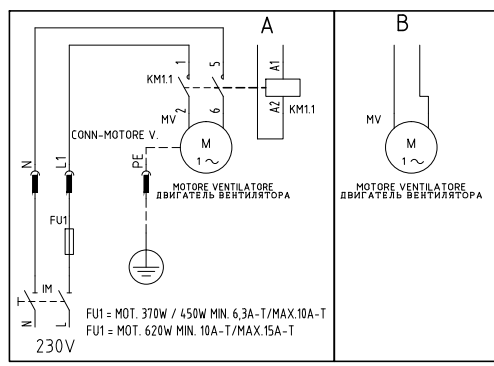 A
B
1
5
A1
KM1.1
A2
KM1.1
2
6
MV
MV
CONN-MOTORE V.
M
1~
M
1~
N
L1
PE
MOTORE VENTILATORE
ДВИГАТЕЛЬ ВЕНТИЛЯТОРА
MOTORE VENTILATORE
ДВИГАТЕЛЬ ВЕНТИЛЯТОРА
FU1
IM
N
L
230V
FU1 = MOT. 370W / 450W MIN. 6,3A-T/MAX.10A-T
FU1 = MOT. 620W MIN. 10A-T/MAX.15A-T